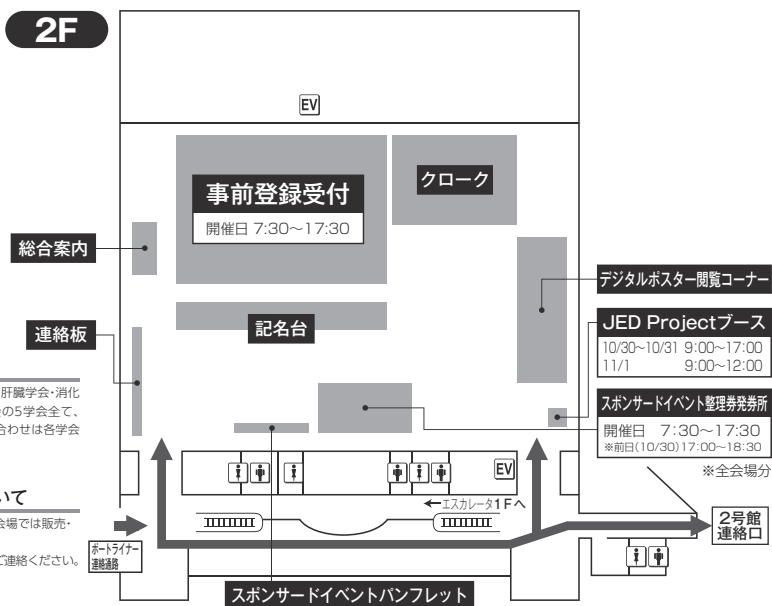 2F
EV
事前登録受付
開催日 7:30〜17:30
クローク
総合案内
デジタルポスター閲覧コーナー
記名台
連絡板
JED Projectブース
10/30〜10/31 9:00〜17:00
11/1 9:00〜12:00
肝臓学会・消化
の5学会全て、
合わせは各学会
スポンサードイベント整理券発券所
開催日 7:30〜17:30
※前日(10/30)17:00〜18:30
※全会場分
EV
いて
←エスカレータ1Fへ
会場では販売・
ご連絡ください。
ポートライナー
連絡通路
2号館
連絡口
スポンサードイベントパンフレット